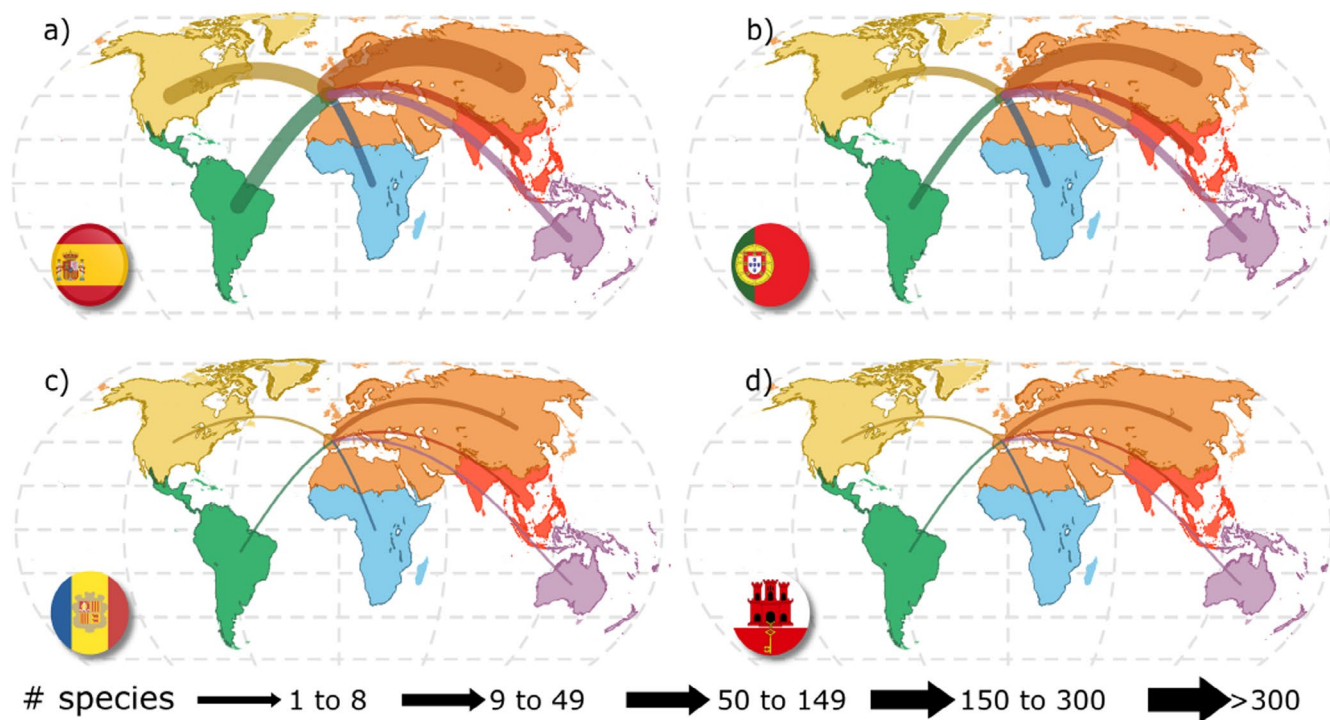 a)
b)
c)
d)
# species 1 to 8 9 to 49 50 to 149 150 to 300 >300